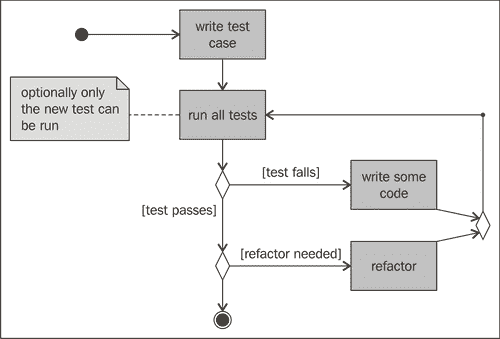 write test
case
optionally only
the new test can
be run
run all tests
[test falls]
write some
code
[test passes]
[refactor needed]
refactor